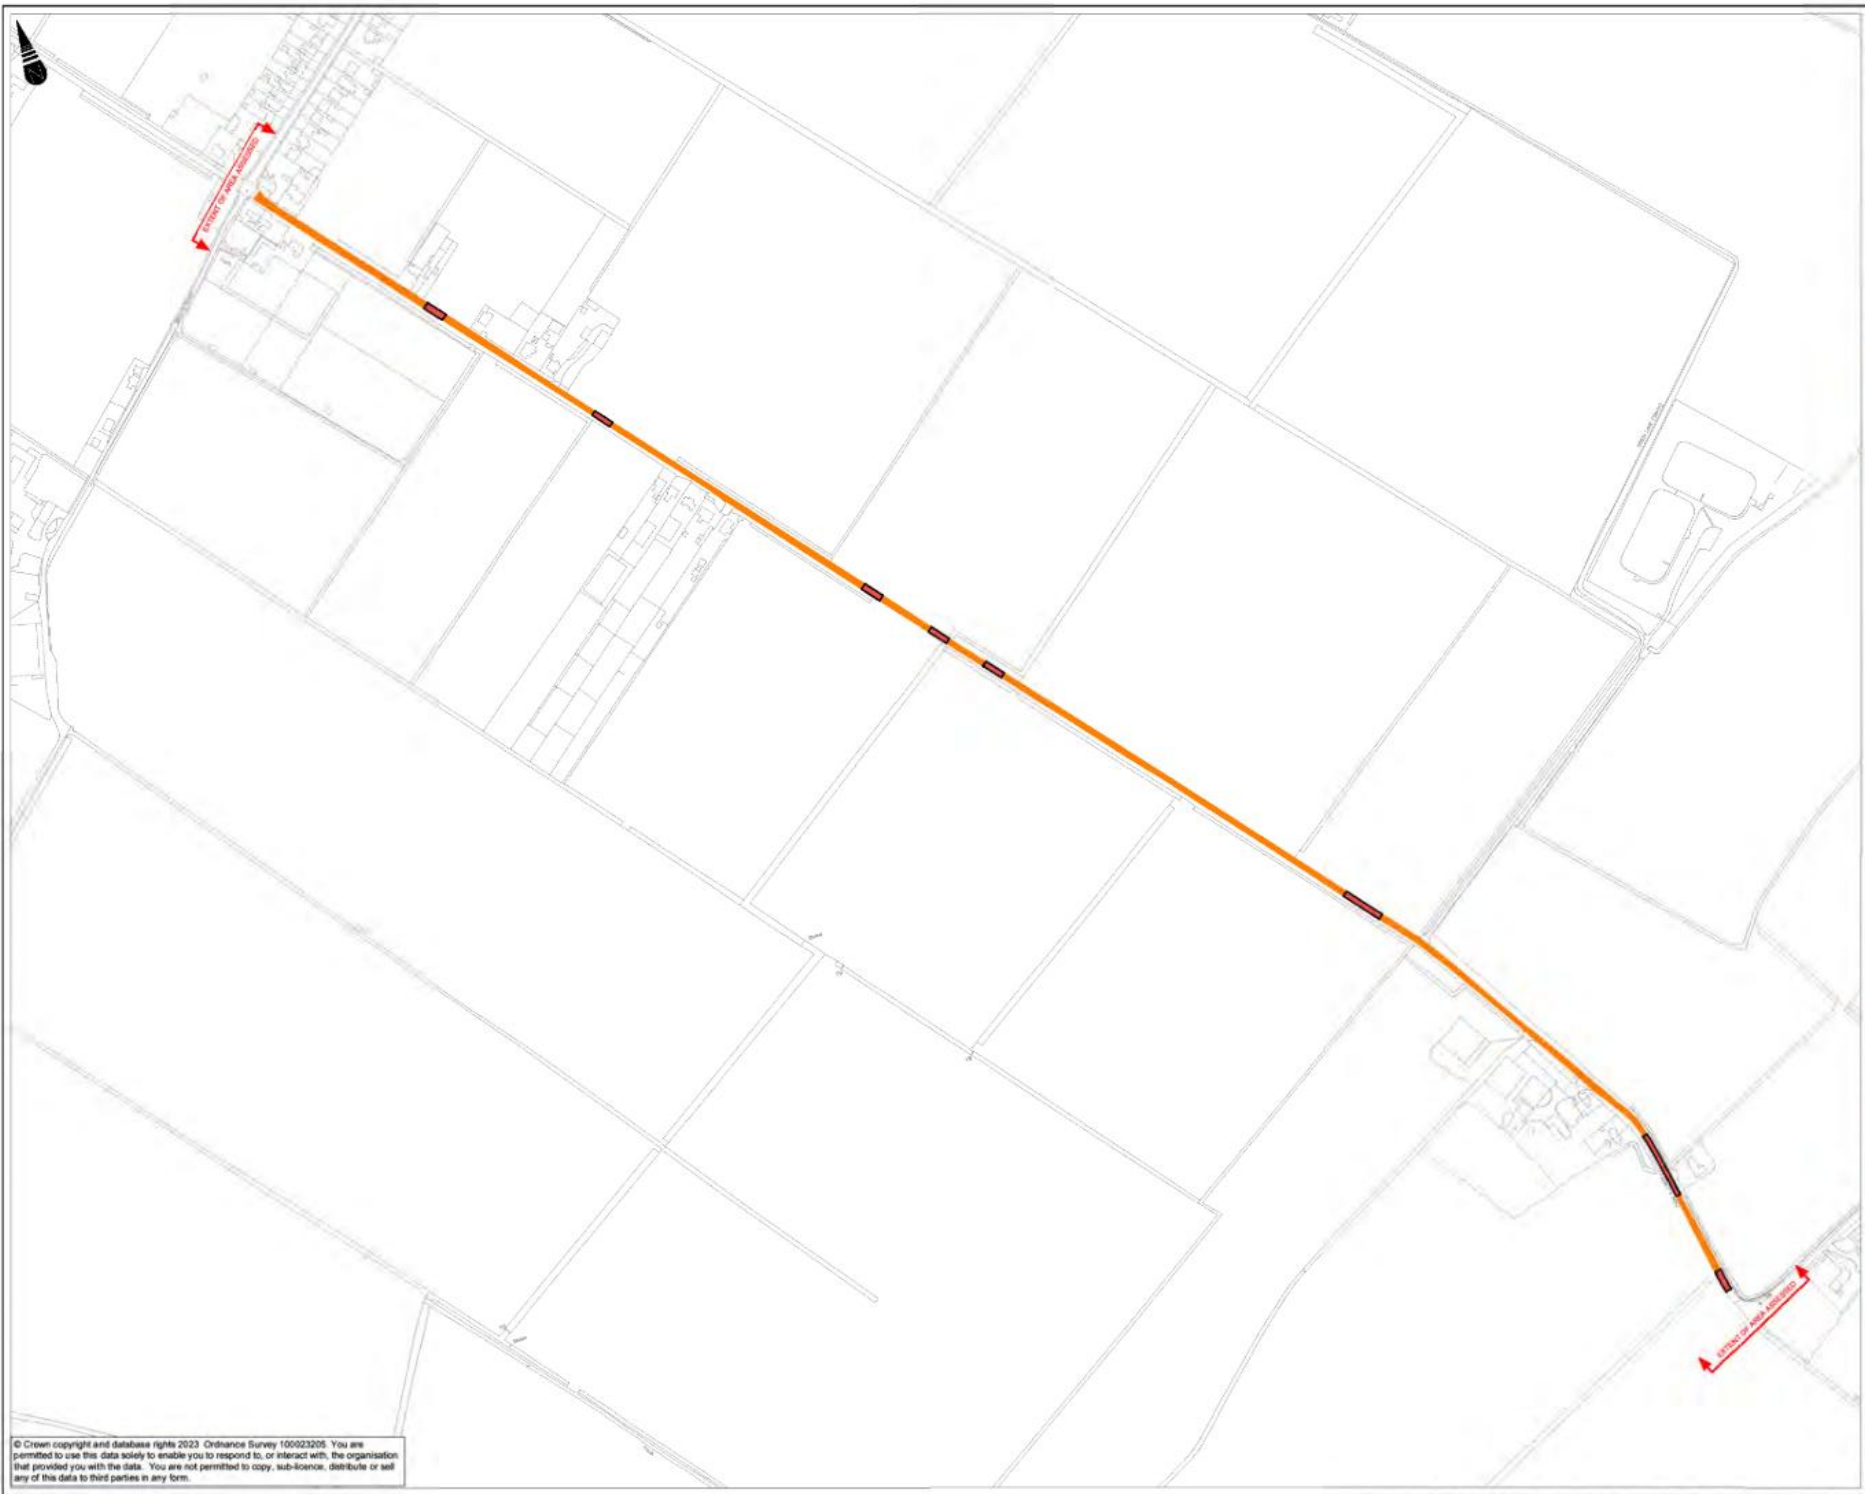 EXTENT OF AREA ASSESSED
EXTENT OF AREA ASSESSED
© Crown copyright and database rights 2023 Ordnance Survey 100023205. You are
permitted to use this data solely to enable you to respond to, or interact with, the organisation
that provided you with the data. You are not permitted to copy, sub-licence, distribute or sell
any of this data to third parties in any form.